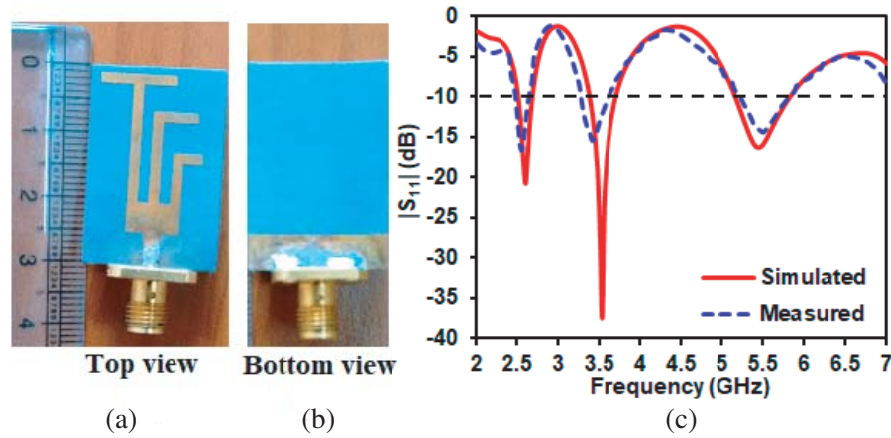 0
1
2
3
4
Top view
Bottom view
(a)
(b)
0
-5
-10
-15
-20
-25
-30
-35
-40
|S11| (dB)
Simulated
Measured
2 2.5 3 3.5 4 4.5 5 5.5 6 6.5 7
Frequency (GHz)
(c)